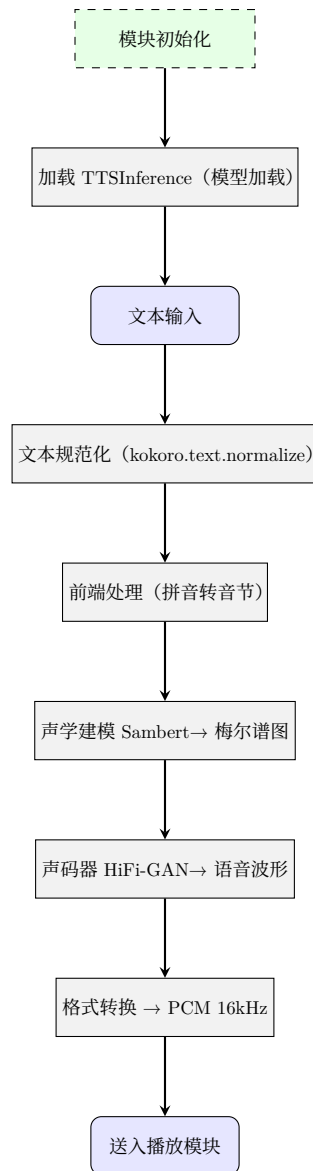 模块初始化
加载 TTSInference（模型加载）
文本输入
文本规范化（kokoro.text.normalize）
前端处理（拼音转音节）
声学建模 Sambert→ 梅尔谱图
声码器 HiFi-GAN→ 语音波形
格式转换 → PCM 16kHz
送入播放模块